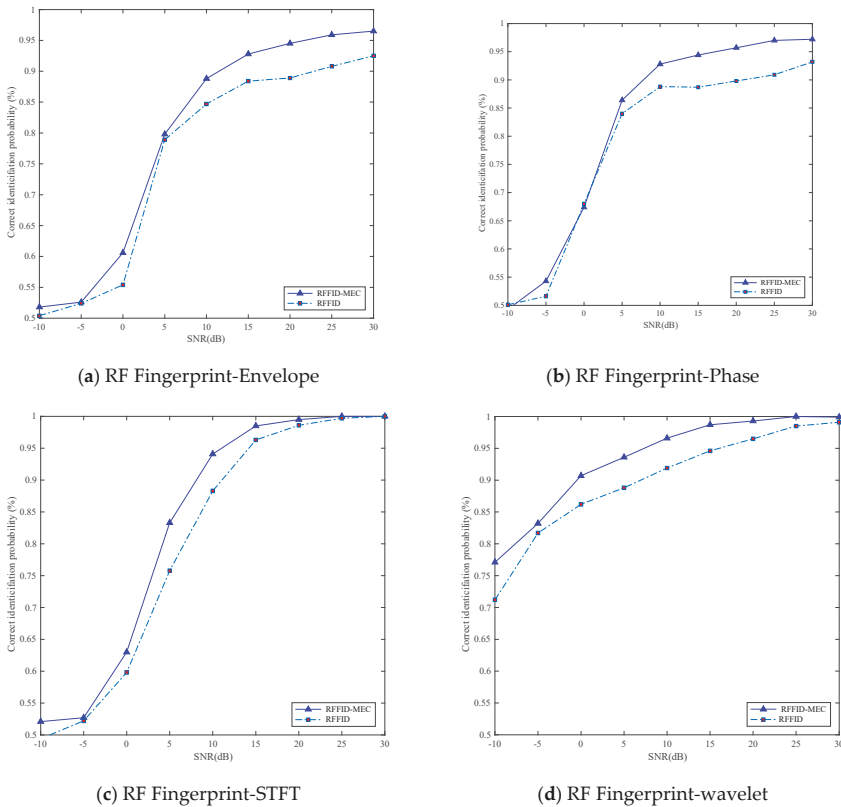 1
0.95
0.9
0.85
0.8
0.75
0.7
0.65
0.6
0.55
0.5
Correct identicifation probability (%)
-10 -5 0 5 10 15 20 25 30
SNR(dB)
RFFID-MEC
RFFID
(a) RF Fingerprint-Envelope
1
0.95
0.9
0.85
0.8
0.75
0.7
0.65
0.6
0.55
0.5
Correct identicifation probability (%)
-10 -5 0 5 10 15 20 25 30
SNR(dB)
RFFID-MEC
RFFID
(b) RF Fingerprint-Phase
1
0.95
0.9
0.85
0.8
0.75
0.7
0.65
0.6
0.55
0.5
Correct identicifation probability (%)
-10 -5 0 5 10 15 20 25 30
SNR(dB)
RFFID-MEC
RFFID
(c) RF Fingerprint-STFT
1
0.95
0.9
0.85
0.8
0.75
0.7
0.65
0.6
0.55
0.5
Correct identicifation probability (%)
-10 -5 0 5 10 15 20 25 30
SNR(dB)
RFFID-MEC
RFFID
(d) RF Fingerprint-wavelet